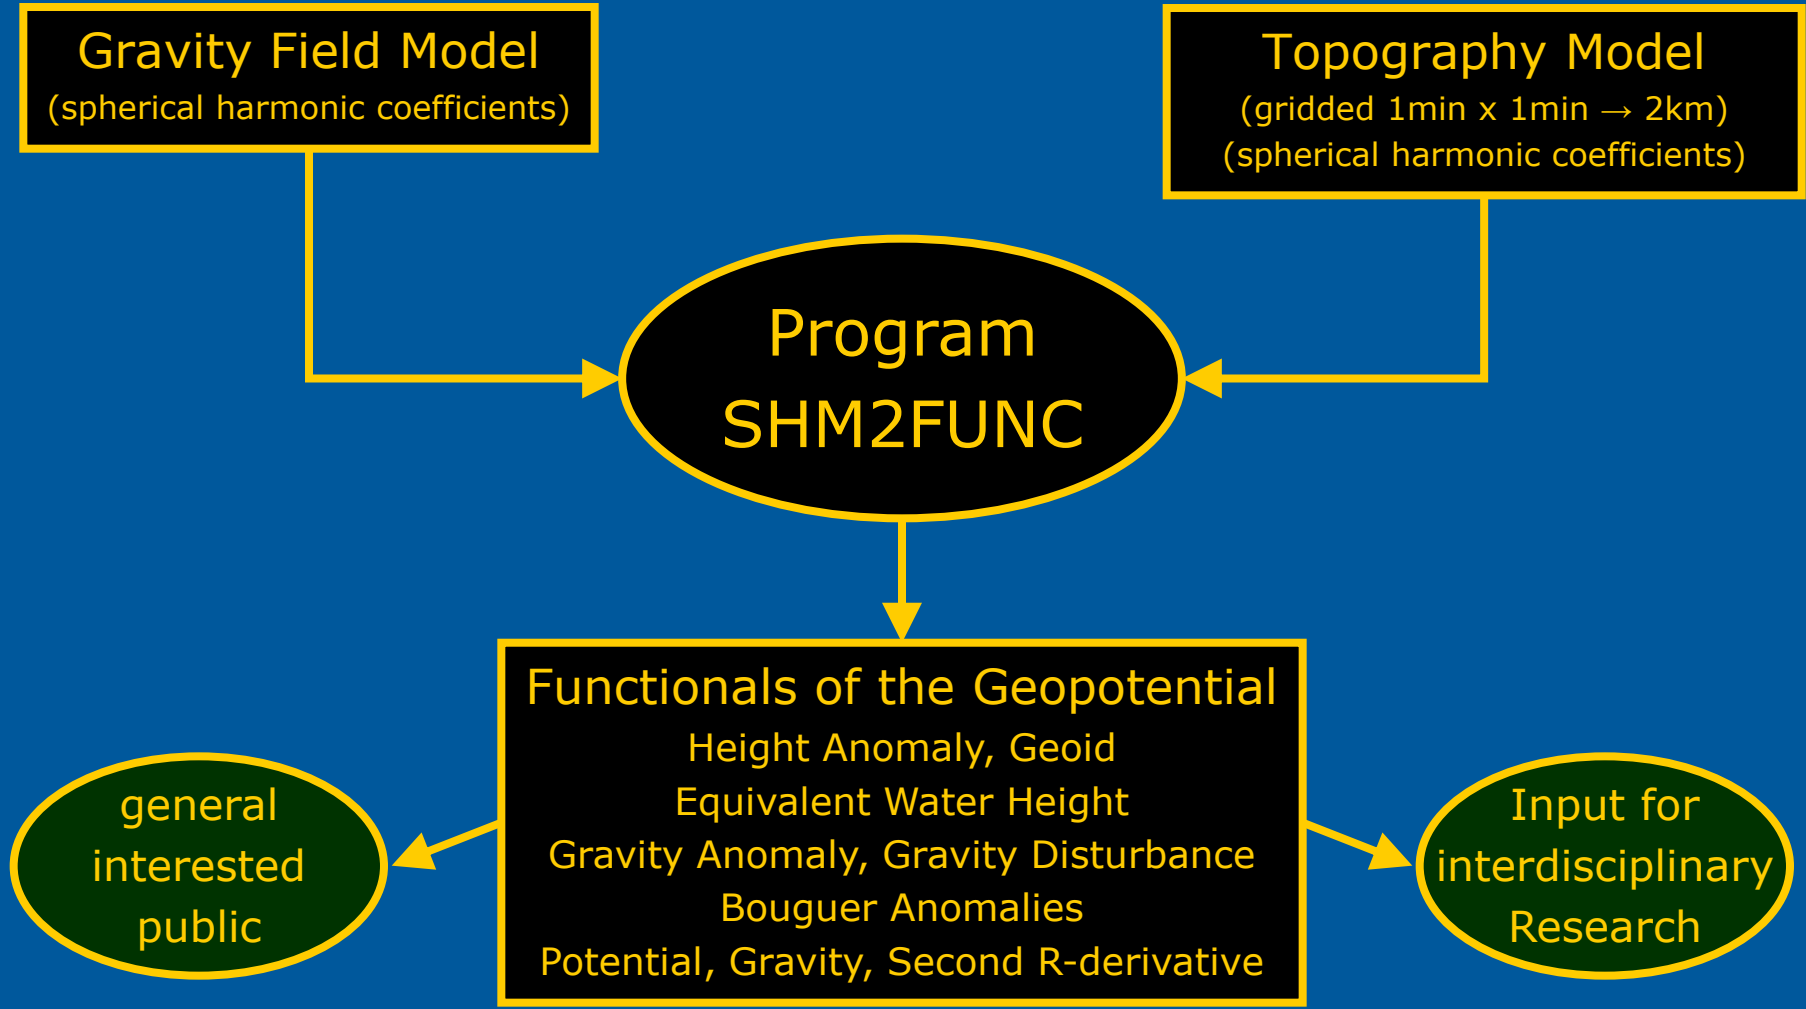 Gravity Field Model
(spherical harmonic coefficients)
Topography Model
(gridded 1min x 1min → 2km)
(spherical harmonic coefficients)
Program
SHM2FUNC
Functionals of the Geopotential
Height Anomaly, Geoid
Equivalent Water Height
Gravity Anomaly, Gravity Disturbance
Bouguer Anomalies
Potential, Gravity, Second R-derivative
general
interested
public
Input for
interdisciplinary
Research